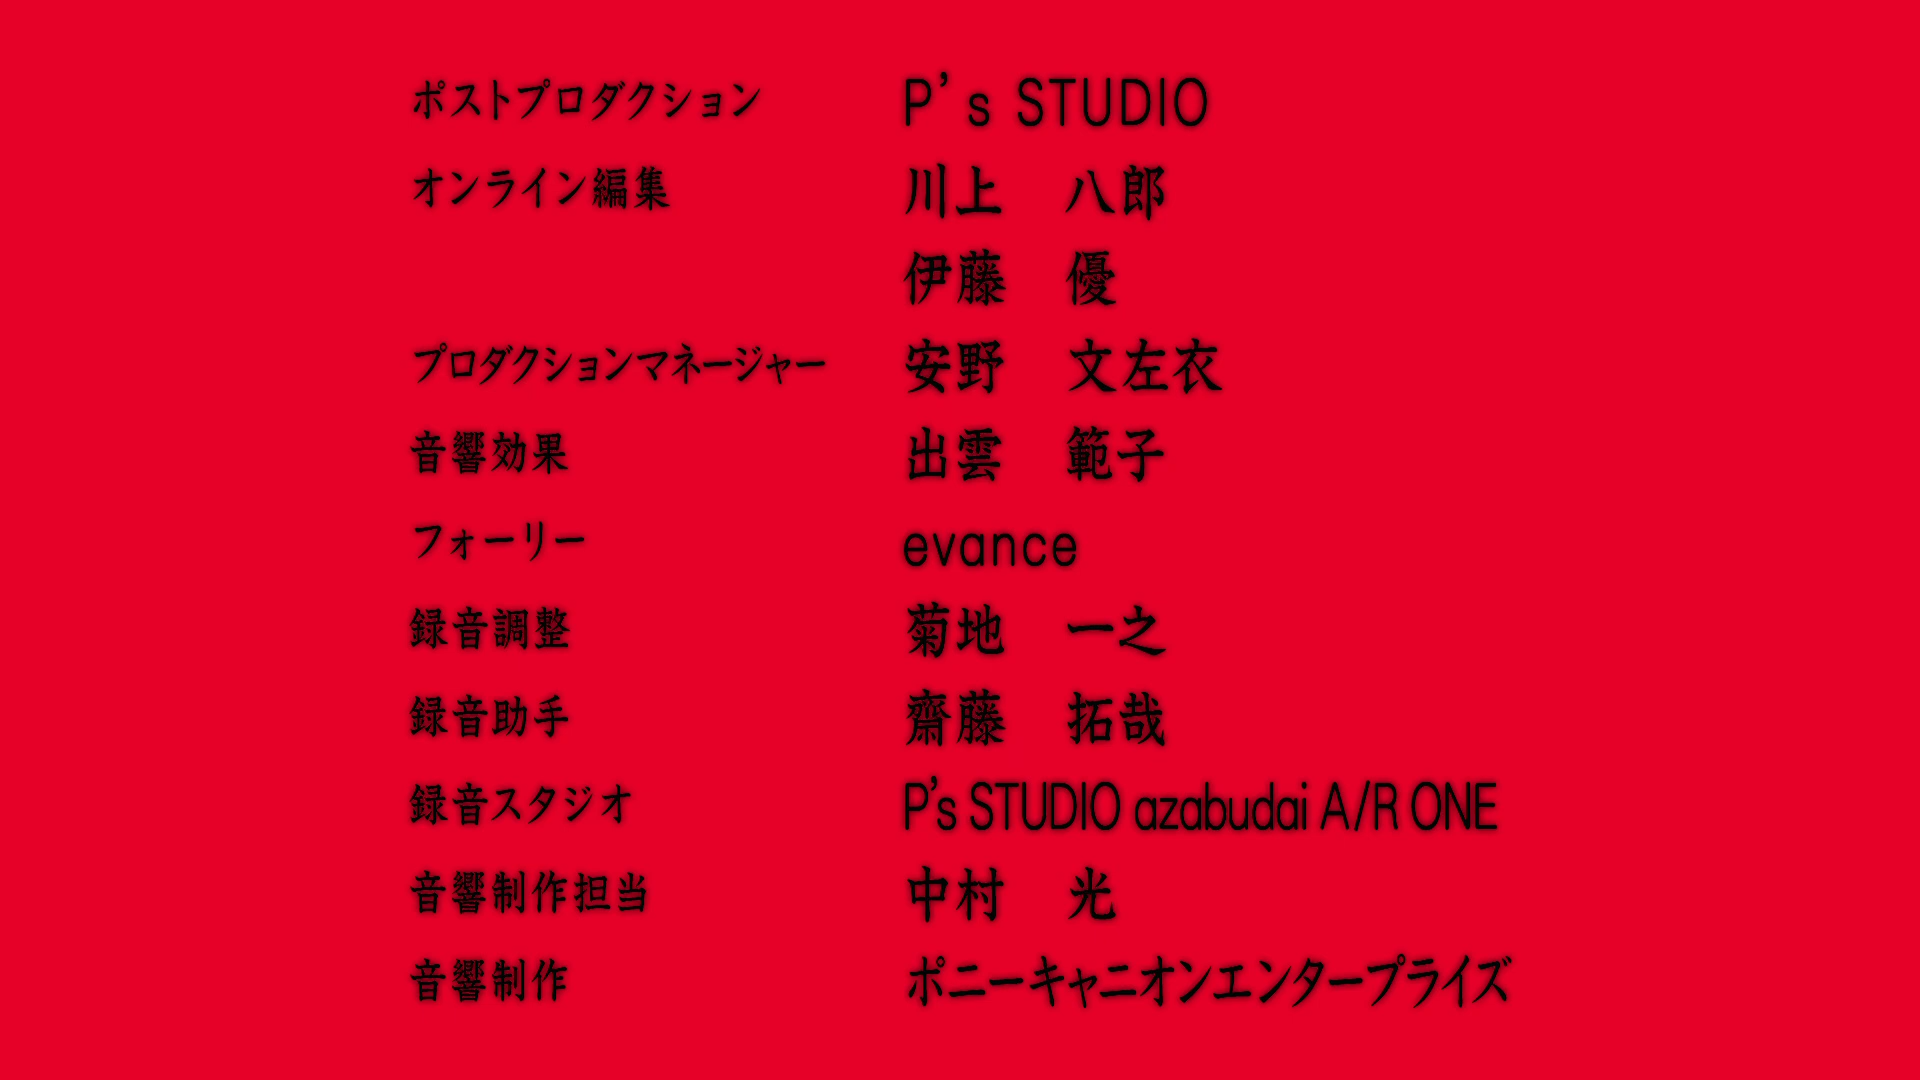 ポストプロダクション　P's STUDIO
オンライン編集　川上　八郎
伊藤　優
プロダクションマネージャー　安野　文左衣
音響効果　出雲　範子
フォーリー　evance
録音調整　菊地　一之
録音助手　齋藤　拓哉
録音スタジオ　P's STUDIO azabudai A/R ONE
音響制作担当　中村　光
音響制作　ポニーキャニオンエンタープライズ